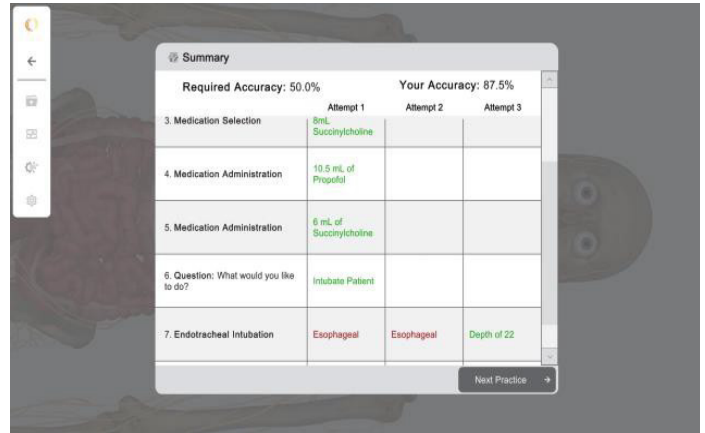 Summary
Required Accuracy: 50.0% Your Accuracy: 87.5%
Attempt 1 Attempt 2 Attempt 3
3. Medication Selection
8mL
Succinylcholine
4. Medication Administration
10.5 mL of
Propofol
5. Medication Administration
6 mL of
Succinylcholine
6. Question: What would you like
to do?
Intubate Patient
7. Endotracheal Intubation Esophageal Esophageal Depth of 22
Next Practice